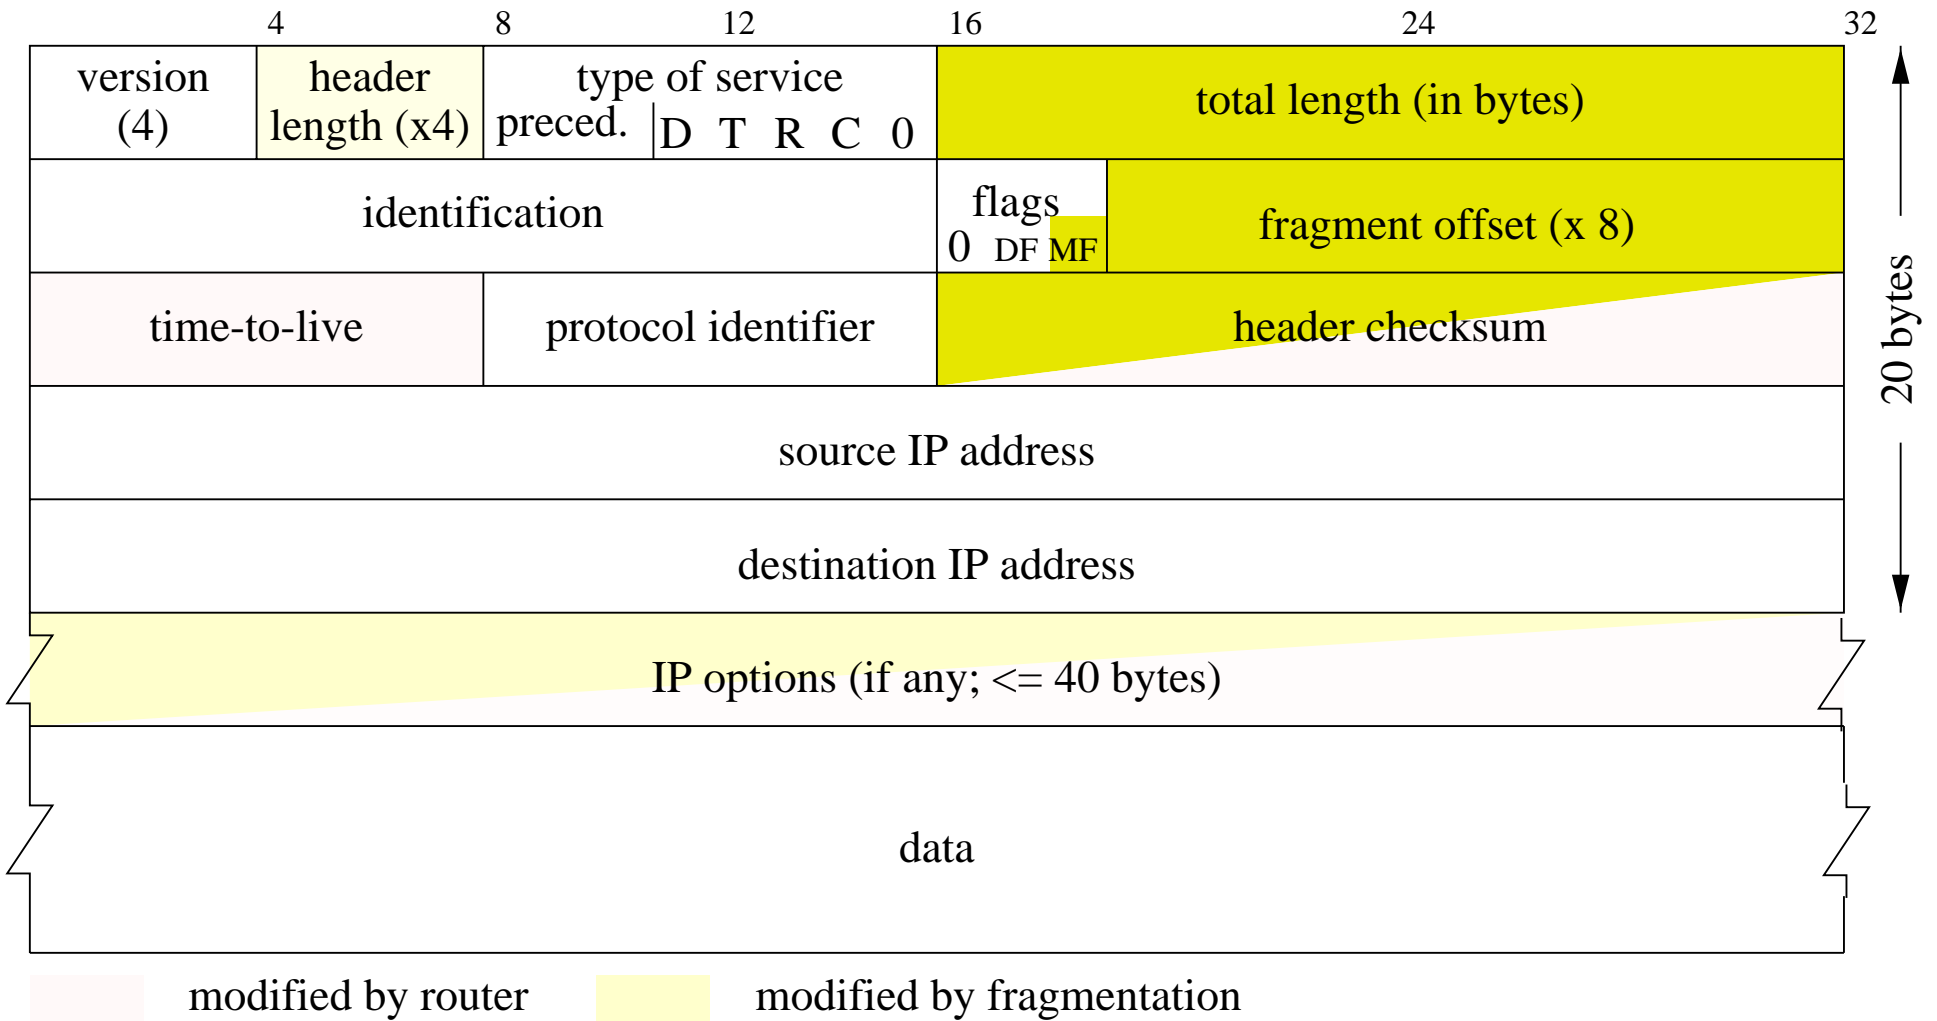 4 8 12 16 24 32
version
(4)
header
length (x4)
type of service
preced. D T R C 0
total length (in bytes)
identification
flags
0 DF MF
fragment offset (x 8)
time-to-live
protocol identifier
header checksum
20 bytes
source IP address
destination IP address
IP options (if any; <= 40 bytes)
data
modified by router
modified by fragmentation